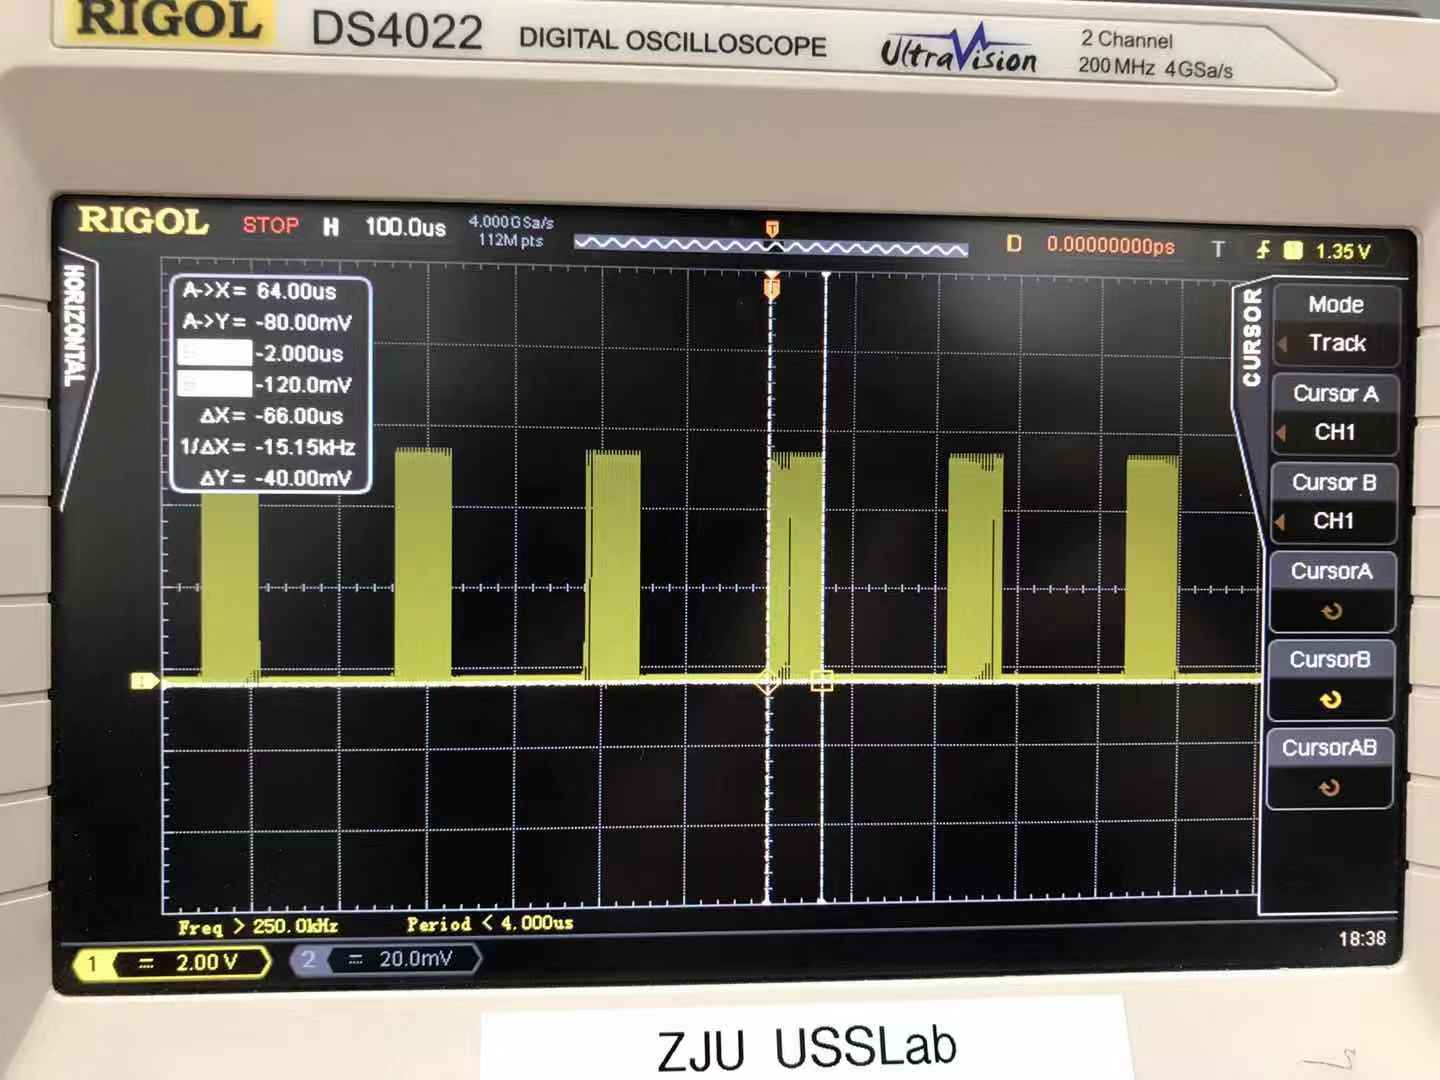 RIGOL DS4022 DIGITAL OSCILLOSCOPE UltraVision 2 Channel
200 MHz 4GSa/s
RIGOL STOP H 100.0us 4.000GSa/s
112M pts
T
D 0.00000000ps T 1 1.35 V
HORIZONTAL
A->X= 64.00us
A->Y= -80.00mV
-2.000us
-120.0mV
ΔX= -66.00us
1/ΔX= -15.15kHz
ΔY= -40.00mV
T
CURSOR
Mode
Track
Cursor A
CH1
Cursor B
CH1
CursorA
CursorB
CursorAB
Freq > 250.0kHz Period < 4.000us
18:38
1 = 2.00 V 2 = 20.0mV
ZJU USSLab